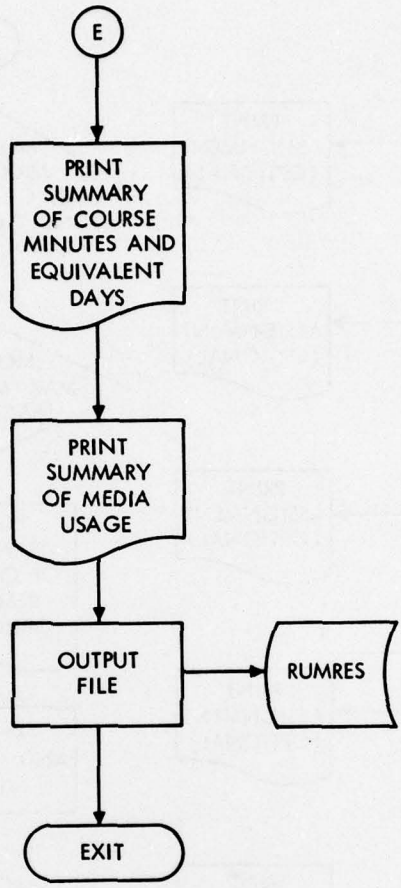 E
PRINT
SUMMARY
OF COURSE
MINUTES AND
EQUIVALENT
DAYS
PRINT
SUMMARY
OF MEDIA
USAGE
OUTPUT
FILE
RUMRES
EXIT